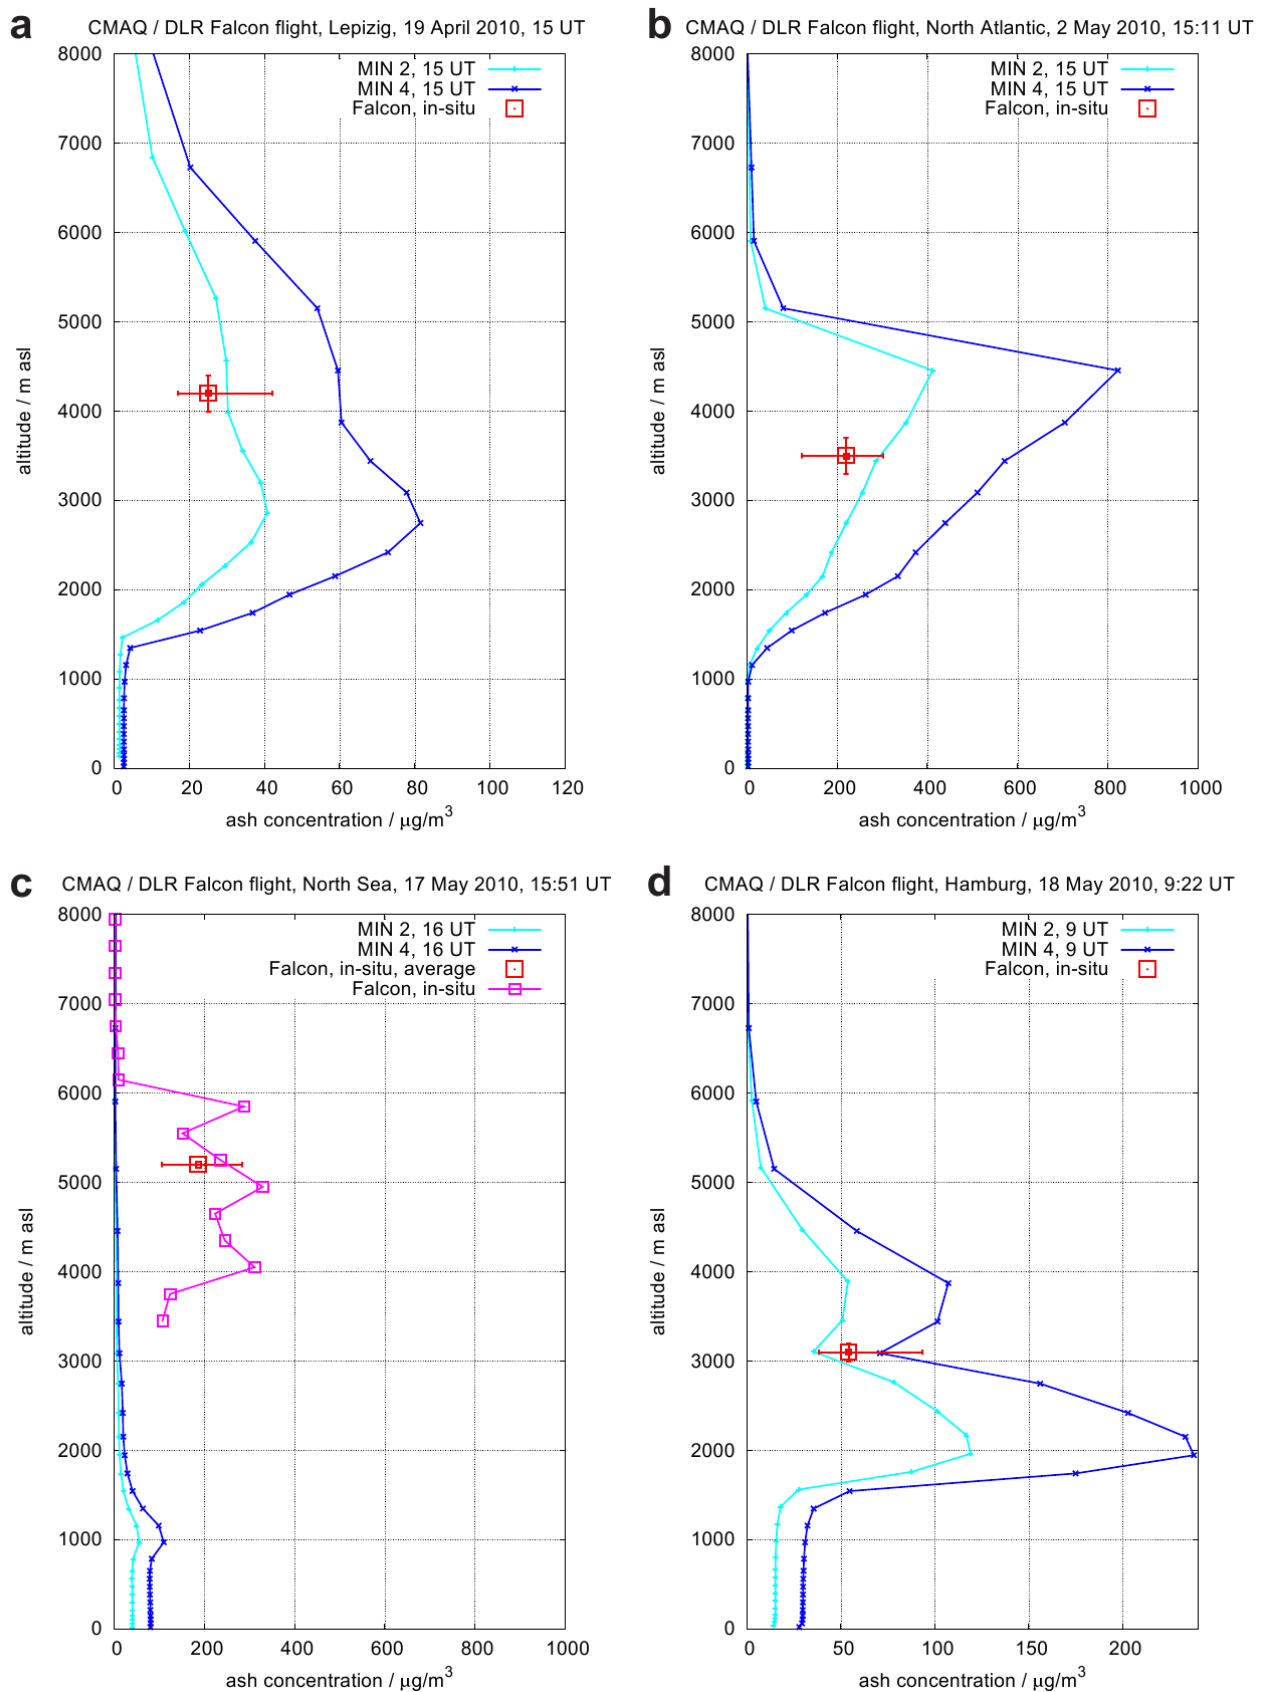 a
CMAQ / DLR Falcon flight, Lepizig, 19 April 2010, 15 UT
8000
7000
6000
5000
4000
3000
2000
1000
0
altitude / m asl
MIN 2, 15 UT
MIN 4, 15 UT
Falcon, in-situ
0 20 40 60 80 100 120
ash concentration / μg/m³
b
CMAQ / DLR Falcon flight, North Atlantic, 2 May 2010, 15:11 UT
8000
7000
6000
5000
4000
3000
2000
1000
0
altitude / m asl
MIN 2, 15 UT
MIN 4, 15 UT
Falcon, in-situ
0 200 400 600 800 1000
ash concentration / μg/m³
c
CMAQ / DLR Falcon flight, North Sea, 17 May 2010, 15:51 UT
8000
7000
6000
5000
4000
3000
2000
1000
0
altitude / m asl
MIN 2, 16 UT
MIN 4, 16 UT
Falcon, in-situ, average
Falcon, in-situ
0 200 400 600 800 1000
ash concentration / μg/m³
d
CMAQ / DLR Falcon flight, Hamburg, 18 May 2010, 9:22 UT
8000
7000
6000
5000
4000
3000
2000
1000
0
altitude / m asl
MIN 2, 9 UT
MIN 4, 9 UT
Falcon, in-situ
0 50 100 150 200
ash concentration / μg/m³